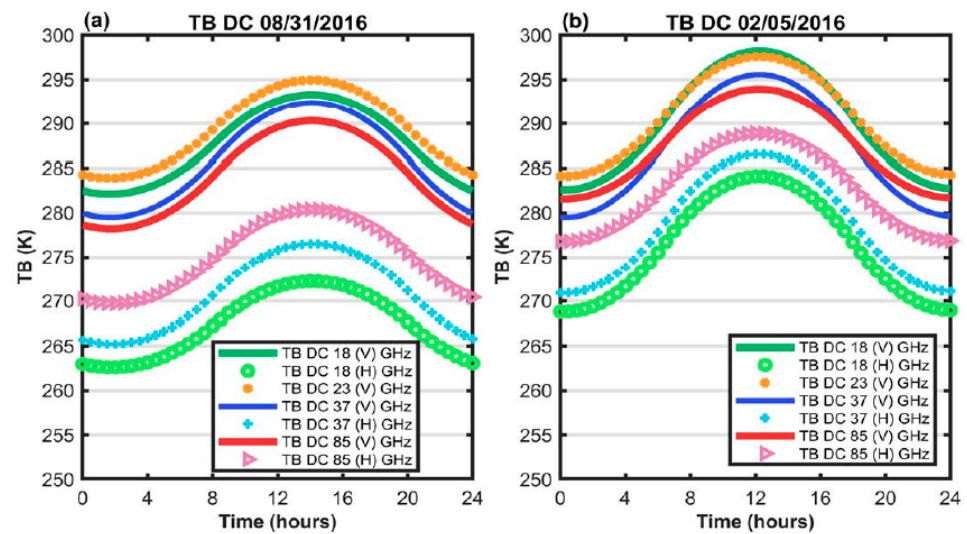 (a) TB DC 08/31/2016
300
295
290
285
280
275
270
265
260
255
250
TB (K)
TB DC 18 (V) GHz
TB DC 18 (H) GHz
TB DC 23 (V) GHz
TB DC 37 (V) GHz
TB DC 37 (H) GHz
TB DC 85 (V) GHz
TB DC 85 (H) GHz
0 4 8 12 16 20 24
Time (hours)
(b) TB DC 02/05/2016
300
295
290
285
280
275
270
265
260
255
250
TB (K)
TB DC 18 (V) GHz
TB DC 18 (H) GHz
TB DC 23 (V) GHz
TB DC 37 (V) GHz
TB DC 37 (H) GHz
TB DC 85 (V) GHz
TB DC 85 (H) GHz
0 4 8 12 16 20 24
Time (hours)